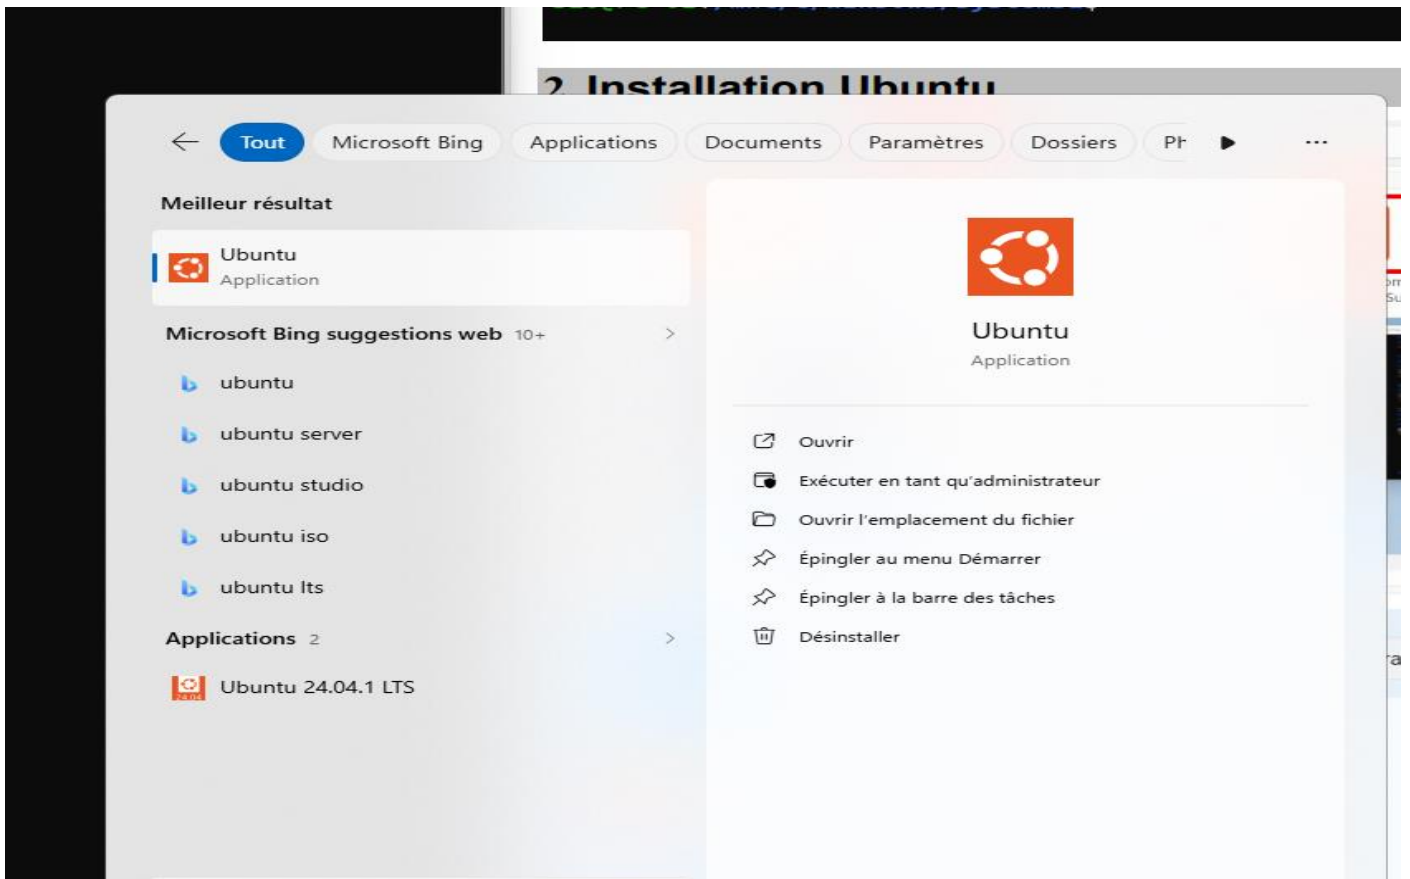 2 Installation Ubuntu
Tout Microsoft Bing Applications Documents Paramètres Dossiers
Meilleur résultat
Ubuntu
Application
Microsoft Bing suggestions web 10+
ubuntu
ubuntu server
ubuntu studio
ubuntu iso
ubuntu lts
Applications 2
24.04
Ubuntu 24.04.1 LTS
Ubuntu
Application
Ouvrir
Exécuter en tant qu'administrateur
Ouvrir l'emplacement du fichier
Épingler au menu Démarrer
Épingler à la barre des tâches
Désinstaller